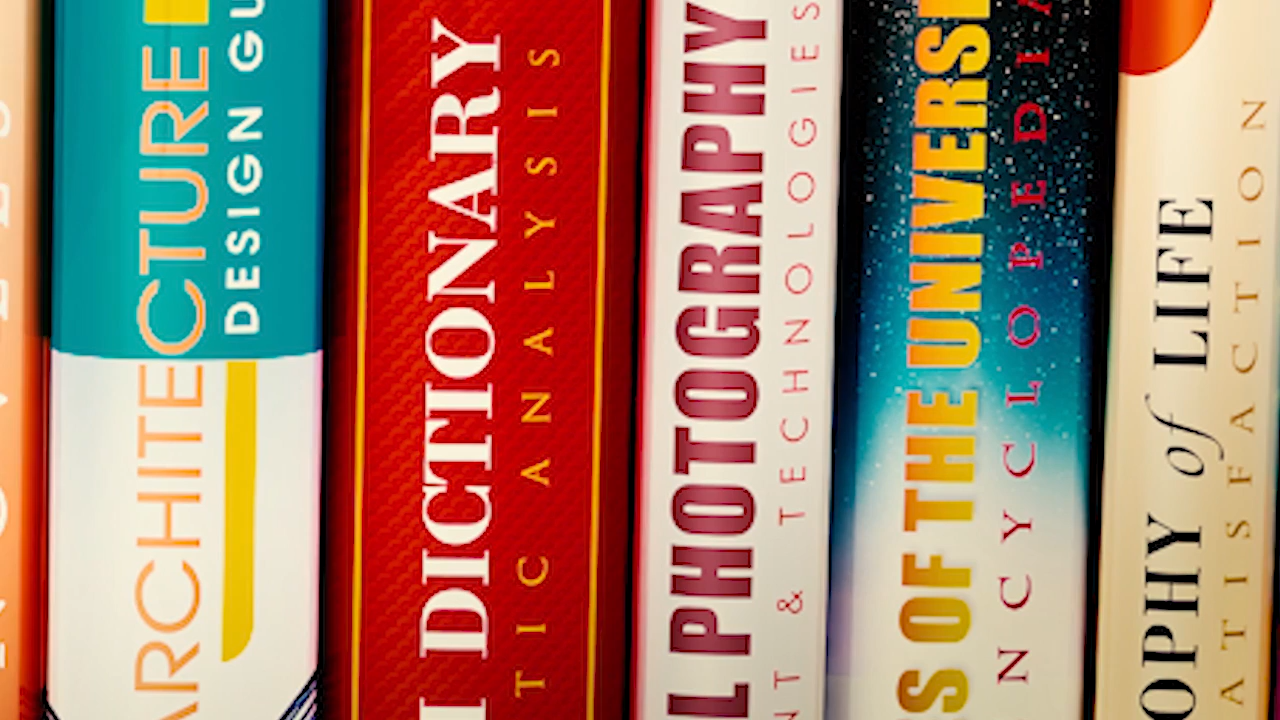 ARCHITECTURE
DESIGN GU
DICTIONARY
TIC ANALYSIS
L PHOTOGRAPHY
NT & TECHNOLOGIES
S OF THE UNIVERSE
NCYCLOPEDIA
OPHY of LIFE
ATISFACTION